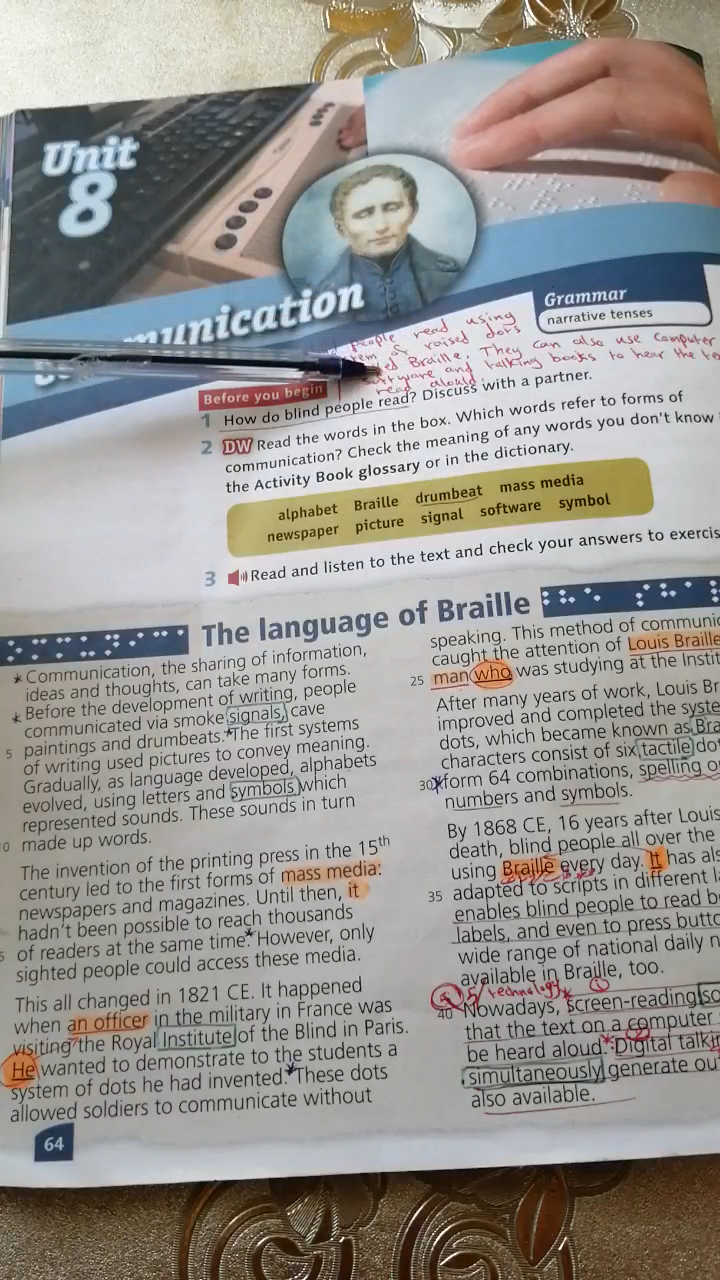 Unit
8
munication
Grammar
narrative tenses
people read using
of raised dots
Braille. They can also use computer
software and talking books to hear the
read aloud
Before you begin
1 How do blind people read? Discuss with a partner.
2 DW Read the words in the box. Which words refer to forms of
communication? Check the meaning of any words you don't know
the Activity Book glossary or in the dictionary.
alphabet Braille drumbeat mass media
newspaper picture signal software symbol
3 Read and listen to the text and check your answers to
The language of Braille
Communication, the sharing of information,
ideas and thoughts, can take many forms.
Before the development of writing, people
communicated via smoke signals, cave
5 paintings and drumbeats. The first systems
of writing used pictures to convey meaning.
Gradually, as language developed, alphabets
evolved, using letters and symbols which
represented sounds. These sounds in turn
made up words.
The invention of the printing press in the 15th
century led to the first forms of mass media:
newspapers and magazines. Until then, it
hadn't been possible to reach thousands
of readers at the same time. However, only
sighted people could access these media.
This all changed in 1821 CE. It happened
when an officer in the military in France was
visiting the Royal Institute of the Blind in Paris.
He wanted to demonstrate to the students a
system of dots he had invented. These dots
allowed soldiers to communicate without
64
speaking. This method of
caught the attention of Louis Braille
25 man who was studying at the
After many years of work, Louis
improved and completed the
dots, which became known as
characters consist of six tactile
30 form 64 combinations, spelling
numbers and symbols.
By 1868 CE, 16 years after Louis
death, blind people all over the
using Braille every day. It has
35 adapted to scripts in different
enables blind people to read
labels, and even to press
wide range of national daily
available in Braille, too.
5/ technology
40 Nowadays, screen-reading
that the text on a computer
be heard aloud. Digital
simultaneously generate
also available.